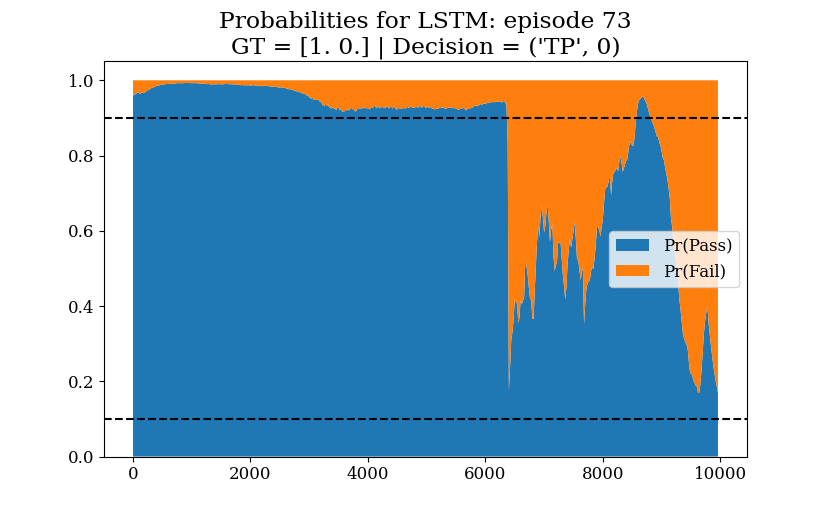 Probabilities for LSTM: episode 73
GT = [1. 0.] | Decision = ('TP', 0)
1.0
0.8
0.6
0.4
0.2
0.0
Pr(Pass)
Pr(Fail)
0 2000 4000 6000 8000 10000